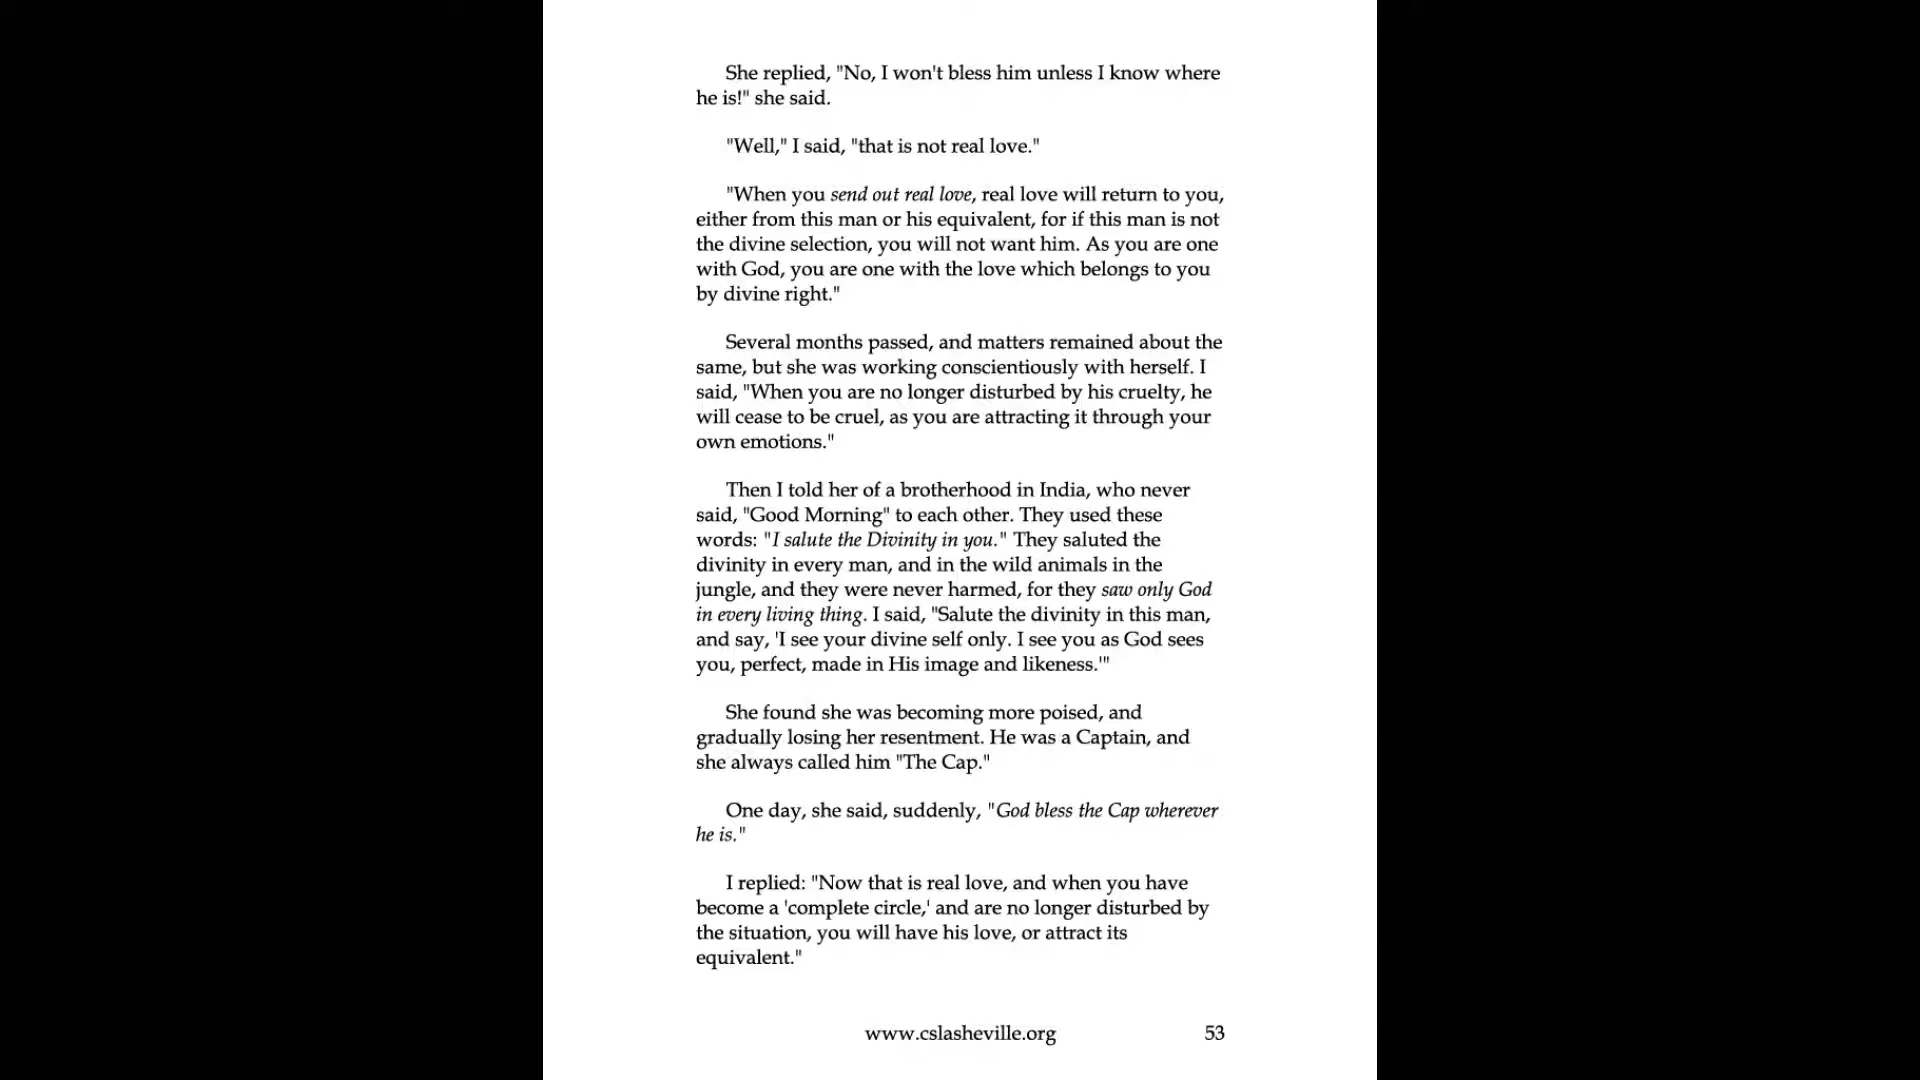 She replied, "No, I won't bless him unless I know where
he is!" she said.
"Well," I said, "that is not real love."
"When you send out real love, real love will return to you,
either from this man or his equivalent, for if this man is not
the divine selection, you will not want him. As you are one
with God, you are one with the love which belongs to you
by divine right."
Several months passed, and matters remained about the
same, but she was working conscientiously with herself. I
said, "When you are no longer disturbed by his cruelty, he
will cease to be cruel, as you are attracting it through your
own emotions."
Then I told her of a brotherhood in India, who never
said, "Good Morning" to each other. They used these
words: "I salute the Divinity in you." They saluted the
divinity in every man, and in the wild animals in the
jungle, and they were never harmed, for they saw only God
in every living thing. I said, "Salute the divinity in this man,
and say, 'I see your divine self only. I see you as God sees
you, perfect, made in His image and likeness.'"
She found she was becoming more poised, and
gradually losing her resentment. He was a Captain, and
she always called him "The Cap."
One day, she said, suddenly, "God bless the Cap wherever
he is."
I replied: "Now that is real love, and when you have
become a 'complete circle,' and are no longer disturbed by
the situation, you will have his love, or attract its
equivalent."
www.cslasheville.org 53